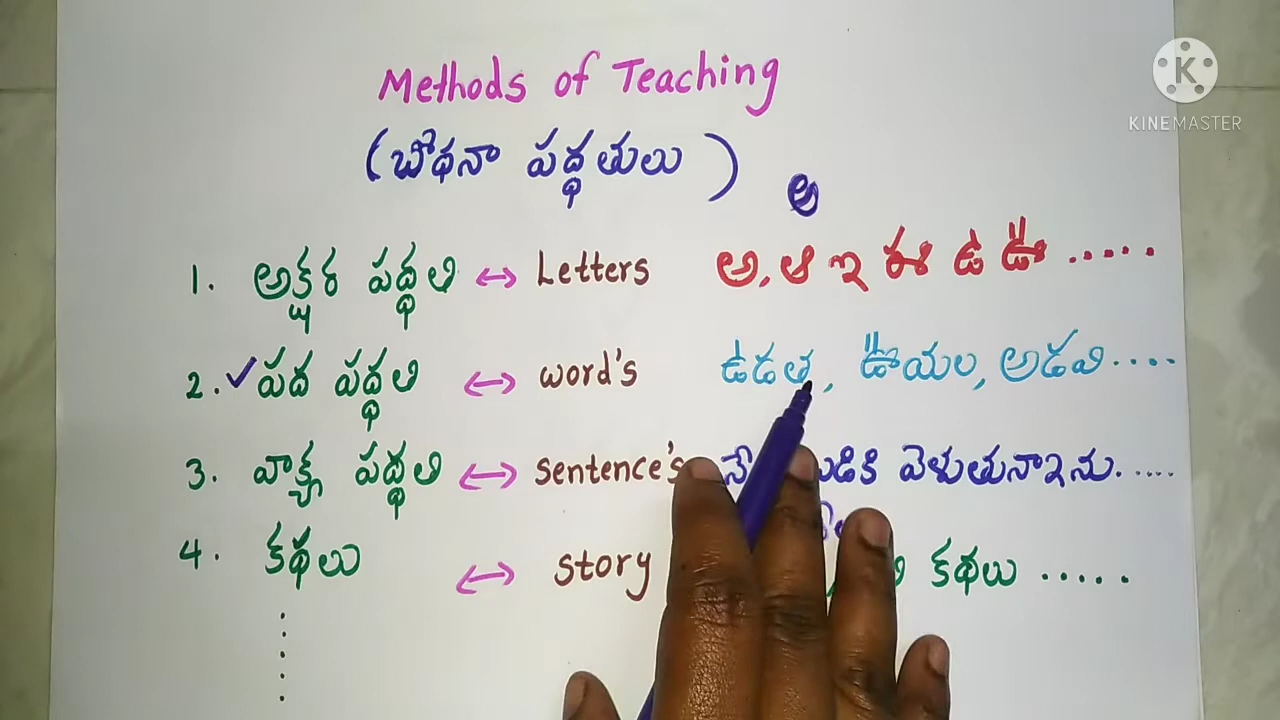 Methods of Teaching
(బోధనా పద్ధతులు)
అ
1. అక్షర పద్ధతి ↔ Letters అ, ఆ ఇ ఈ ఉ ఊ .....
2. ✓ పద పద్ధతి ↔ word's ఉడత, ఊయల, అడవి....
3. వాక్య పద్ధతి ↔ sentence's వెళుతునాఇను.....
4. కథలు ↔ story కథలు .....
KINEMASTER